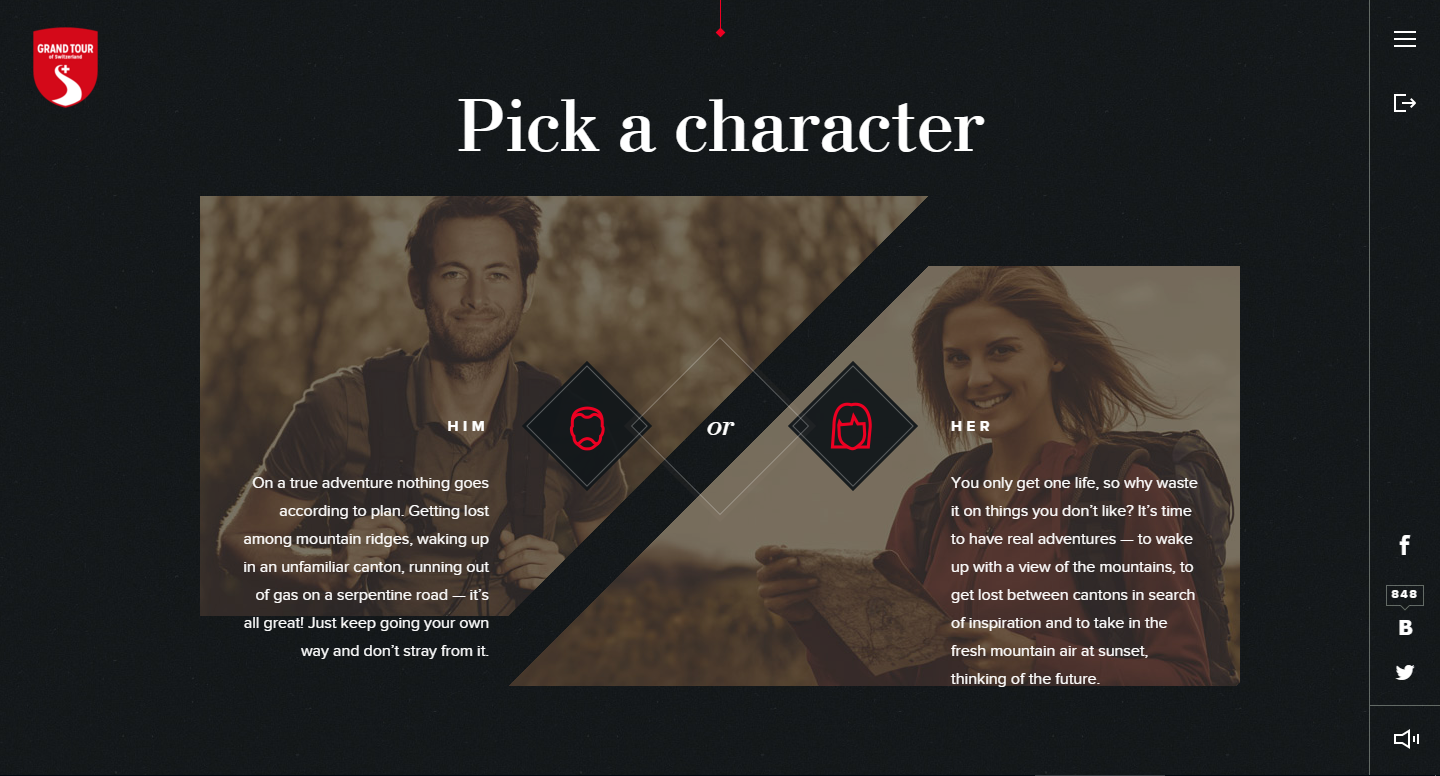 GRAND TOUR
of Switzerland
Pick a character
HIM
or
HER
On a true adventure nothing goes
according to plan. Getting lost
among mountain ridges, waking up
in an unfamiliar canton, running out
of gas on a serpentine road — it’s
all great! Just keep going your own
way and don’t stray from it.
You only get one life, so why waste
it on things you don’t like? It’s time
to have real adventures — to wake
up with a view of the mountains, to
get lost between cantons in search
of inspiration and to take in the
fresh mountain air at sunset,
thinking of the future.
f
848
B